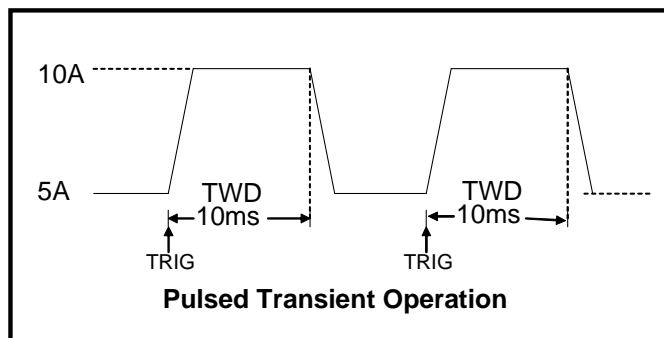 10A
5A
TWD
10ms
TWD
10ms
TRIG
TRIG
Pulsed Transient Operation